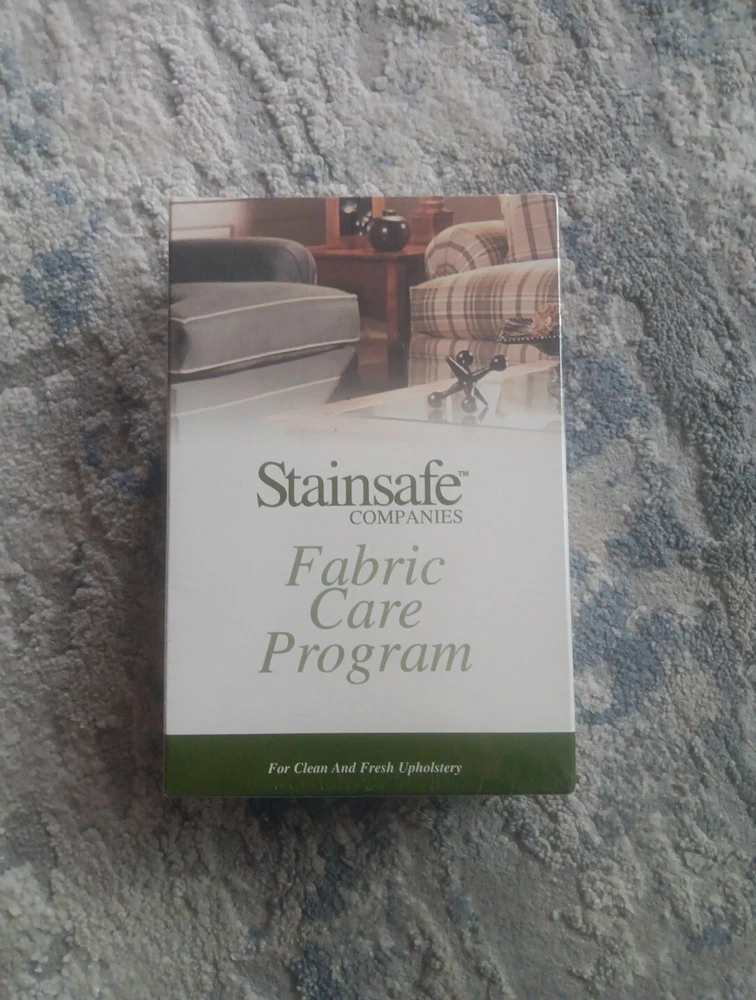 Stainsafe™
COMPANIES
Fabric
Care
Program
For Clean And Fresh Upholstery